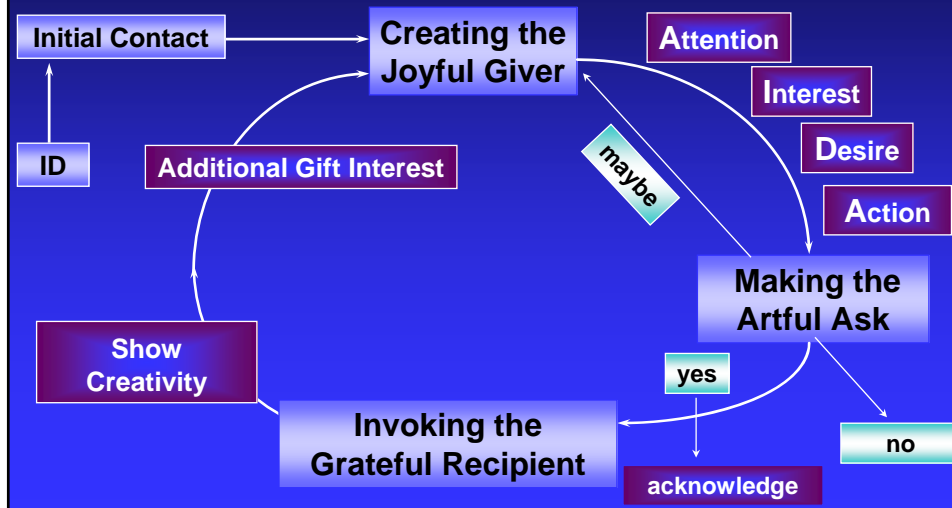 Initial Contact
Creating the
Joyful Giver
Attention
Interest
Desire
Action
ID
Additional Gift Interest
maybe
Making the
Artful Ask
Show
Creativity
yes
Invoking the
Grateful Recipient
no
acknowledge